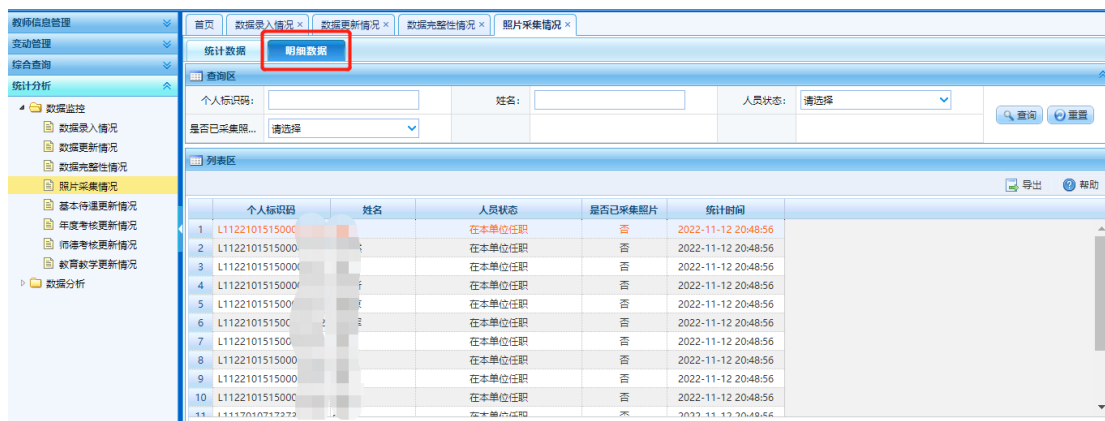 教师信息管理
变动管理
综合查询
统计分析
数据监控
数据录入情况
数据更新情况
数据完整性情况
照片采集情况
基本待遇更新情况
年度考核更新情况
师德考核更新情况
教育教学更新情况
数据分析
首页 数据录入情况 × 数据更新情况 × 数据完整性情况 × 照片采集情况 ×
统计数据 明细数据
查询区
个人标识码: 姓名: 人员状态: 请选择
是否已采集照... 请选择 查询 重置
列表区
导出 帮助
个人标识码 姓名 人员状态 是否已采集照片 统计时间
1 在本单位任职 否 2022-11-12 20:48:56
2 在本单位任职 否 2022-11-12 20:48:56
3 在本单位任职 否 2022-11-12 20:48:56
4 在本单位任职 否 2022-11-12 20:48:56
5 在本单位任职 否 2022-11-12 20:48:56
6 在本单位任职 否 2022-11-12 20:48:56
7 在本单位任职 否 2022-11-12 20:48:56
8 在本单位任职 否 2022-11-12 20:48:56
9 在本单位任职 否 2022-11-12 20:48:56
10 在本单位任职 否 2022-11-12 20:48:56
11 在本单位任职 否 2022-11-12 20:48:56